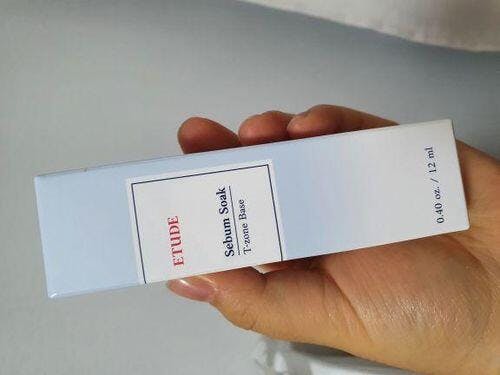 ETUDE
Sebum Soak
T-zone Base
0.40 oz. / 12 ml